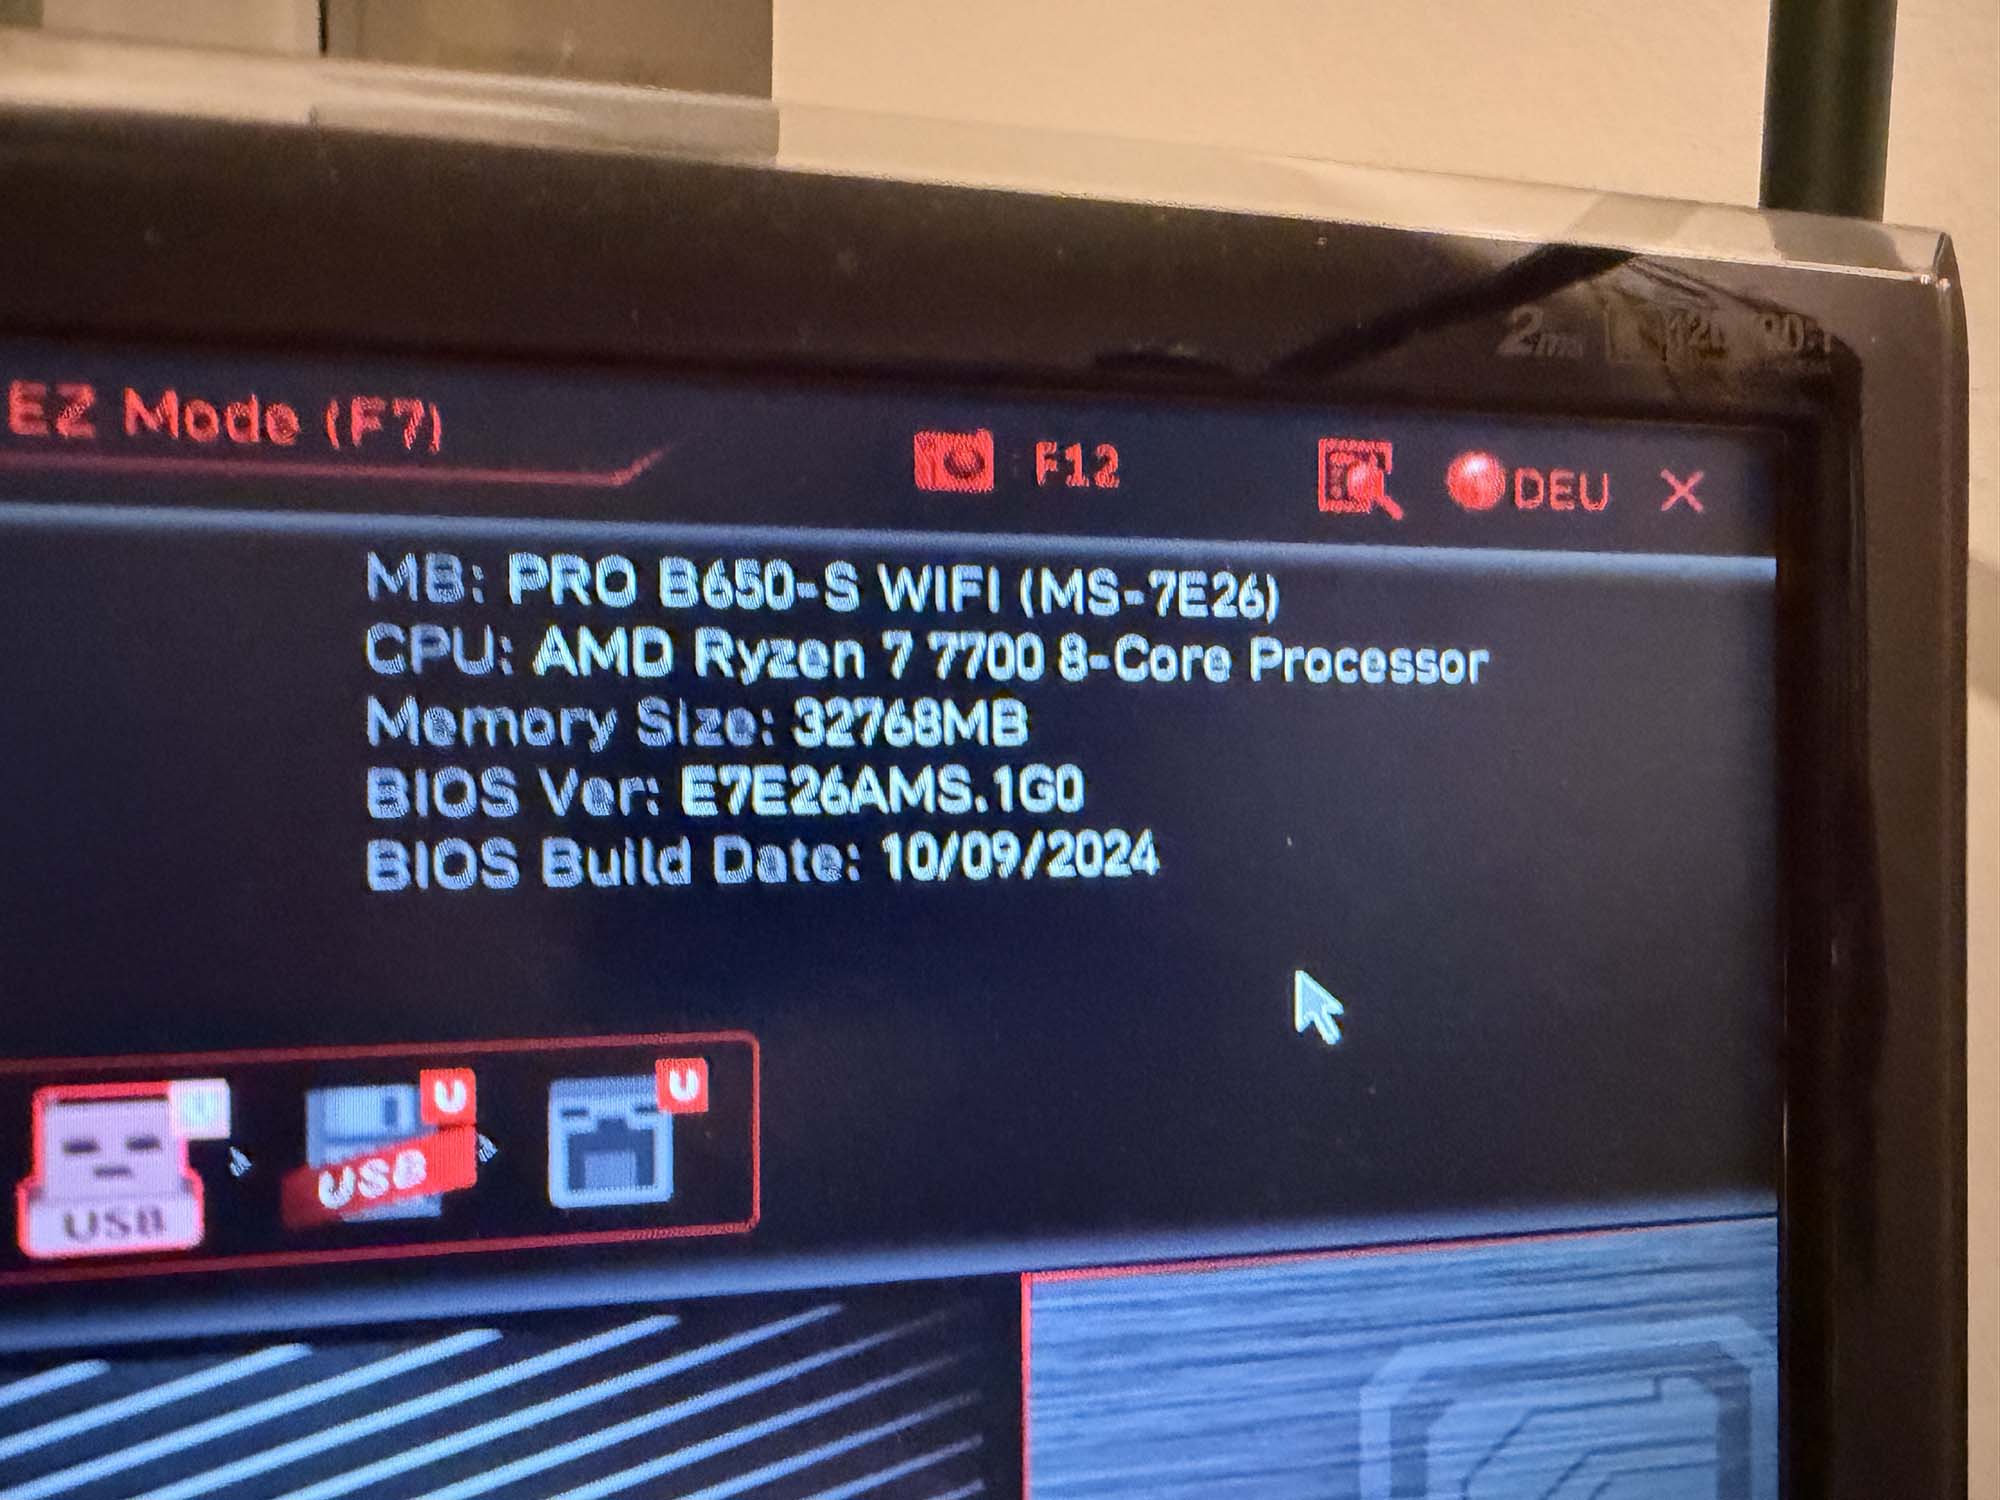 2ms
EZ Mode (F7)
F12
DEU X
MB: PRO B650-S WIFI (MS-7E26)
CPU: AMD Ryzen 7 7700 8-Core Processor
Memory Size: 32768MB
BIOS Ver: E7E26AMS.1G0
BIOS Build Date: 10/09/2024
U U U
USB USB